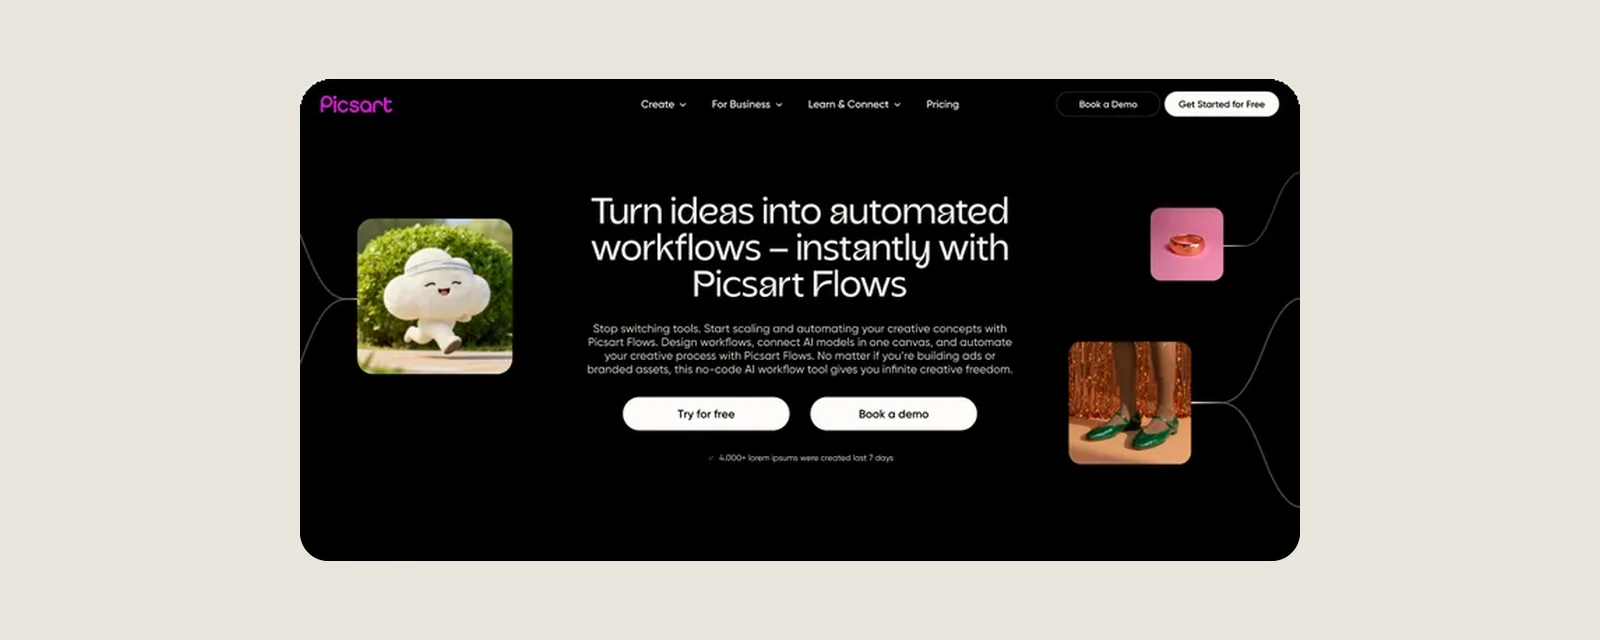 Picsart
Create
For Business
Learn & Connect
Pricing
Book a Demo
Get Started for Free
Turn ideas into automated
workflows – instantly with
Picsart Flows
Stop switching tools. Start scaling and automating your creative concepts with
Picsart Flows. Design workflows, connect AI models in one canvas, and automate
your creative process with Picsart Flows. No matter if you're building ads or
branded assets, this no-code AI workflow tool gives you infinite creative freedom.
Try for free
Book a demo
4.000+ lorem ipsums were created last 7 days